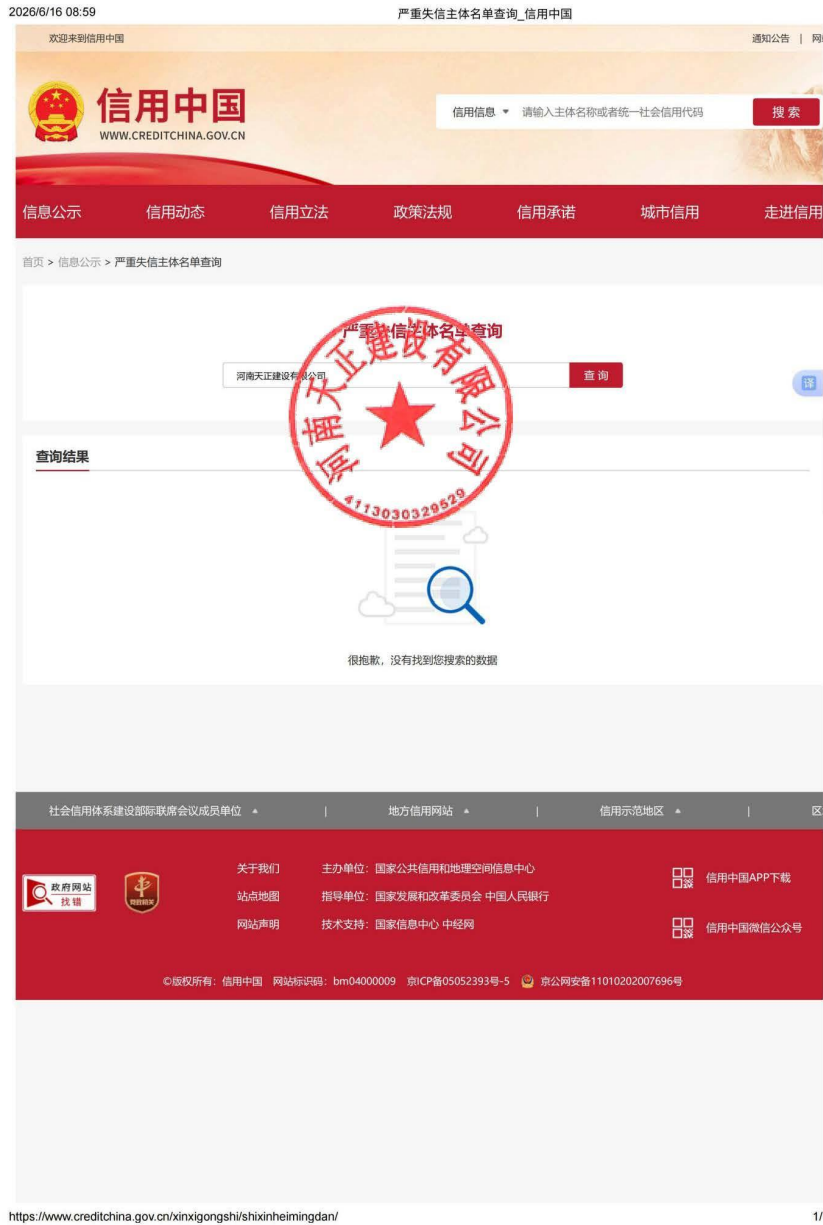 2026/6/16 08:59
严重失信主体名单查询_信用中国
欢迎来到信用中国
通知公告 | 网
信用中国
WWW.CREDITCHINA.GOV.CN
信用信息 请输入主体名称或者统一社会信用代码 搜索
信息公示 信用动态 信用立法 政策法规 信用承诺 城市信用 走进信用
首页 > 信息公示 > 严重失信主体名单查询
严重失信主体名单查询
河南天正建设有限公司 查询
译
河南天正建设有限公司
4113030329529
查询结果
很抱歉，没有找到您搜索的数据
社会信用体系建设部际联席会议成员单位 | 地方信用网站 | 信用示范地区 | 区
政府网站
找错
党政机关
关于我们 主办单位：国家公共信用和地理空间信息中心
站点地图 指导单位：国家发展和改革委员会 中国人民银行
网站声明 技术支持：国家信息中心 中经网
信用中国APP下载
信用中国微信公众号
©版权所有：信用中国 网站标识码：bm04000009 京ICP备05052393号-5 京公网安备11010202007696号
https://www.creditchina.gov.cn/xinxigongshi/shixinheimingdan/
1/